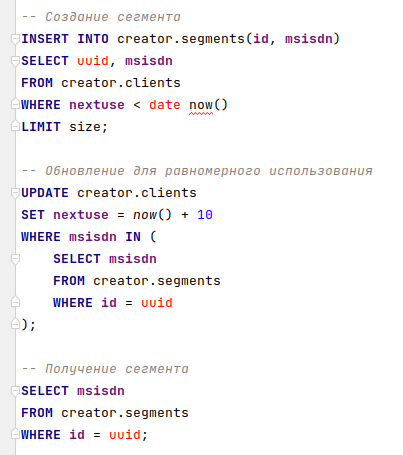 -- Создание сегмента
INSERT INTO creator.segments(id, msisdn)
SELECT uuid, msisdn
FROM creator.clients
WHERE nextuse < date now()
LIMIT size;
-- Обновление для равномерного использования
UPDATE creator.clients
SET nextuse = now() + 10
WHERE msisdn IN (
SELECT msisdn
FROM creator.segments
WHERE id = uuid
);
-- Получение сегмента
SELECT msisdn
FROM creator.segments
WHERE id = uuid;